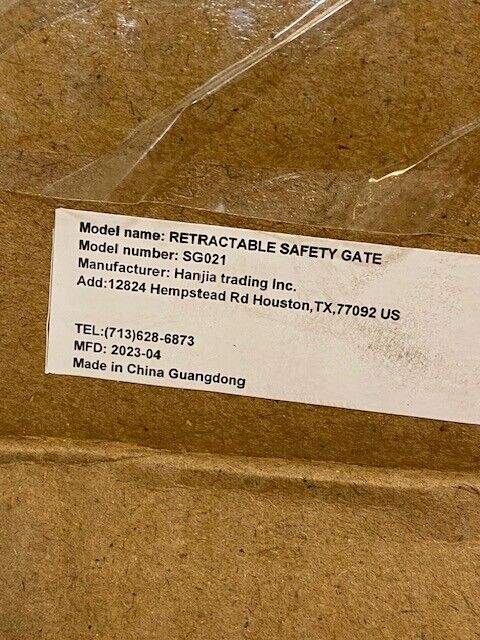 Model name: RETRACTABLE SAFETY GATE
Model number: SG021
Manufacturer: Hanjia trading Inc.
Add:12824 Hempstead Rd Houston,TX,77092 US
TEL:(713)628-6873
MFD: 2023-04
Made in China Guangdong